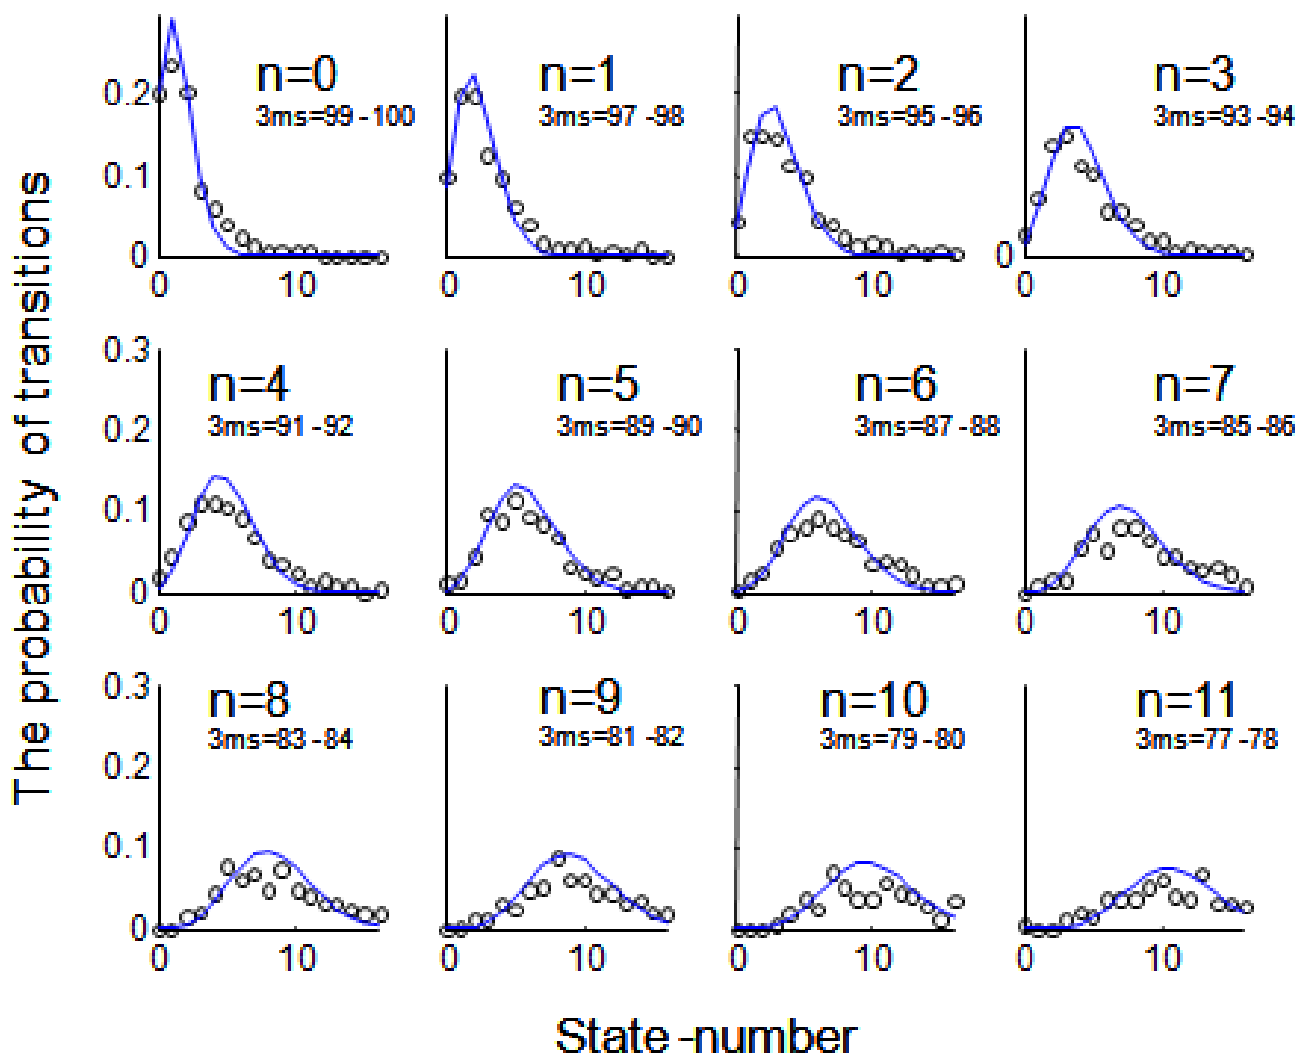 The probability of transitions
n=0
3ms=99 -100
n=1
3ms=97 -98
n=2
3ms=95 -96
n=3
3ms=93 -94
0.2
0.1
0
0
0 10
0 10
0 10
0 10
n=4
3ms=91 -92
n=5
3ms=89 -90
n=6
3ms=87 -88
n=7
3ms=85 -86
0.3
0.2
0.1
0
0 10
0 10
0 10
0 10
n=8
3ms=83 -84
n=9
3ms=81 -82
n=10
3ms=79 -80
n=11
3ms=77 -78
0.3
0.2
0.1
0
0 10
0 10
0 10
0 10
State -number